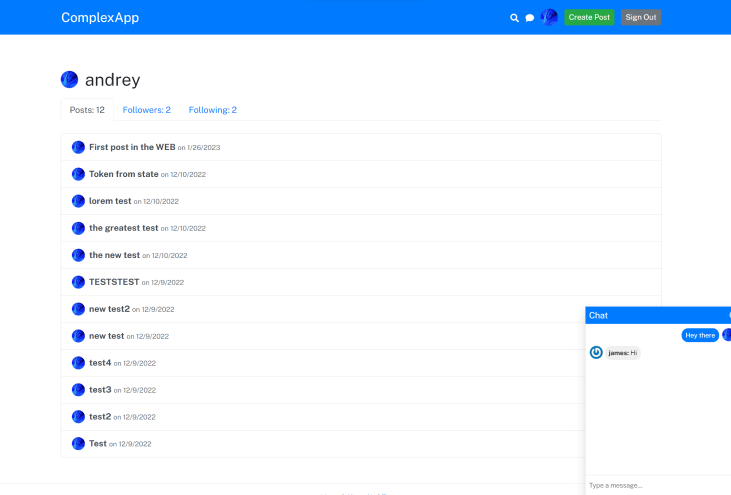 ComplexApp
Create Post
Sign Out
andrey
Posts: 12
Followers: 2
Following: 2
First post in the WEB on 1/26/2023
Token from state on 12/10/2022
lorem test on 12/10/2022
the greatest test on 12/10/2022
the new test on 12/10/2022
TESTSTEST on 12/9/2022
new test2 on 12/9/2022
new test on 12/9/2022
test4 on 12/9/2022
test3 on 12/9/2022
test2 on 12/9/2022
Test on 12/9/2022
Chat
Hey there
james: Hi
Type a message...